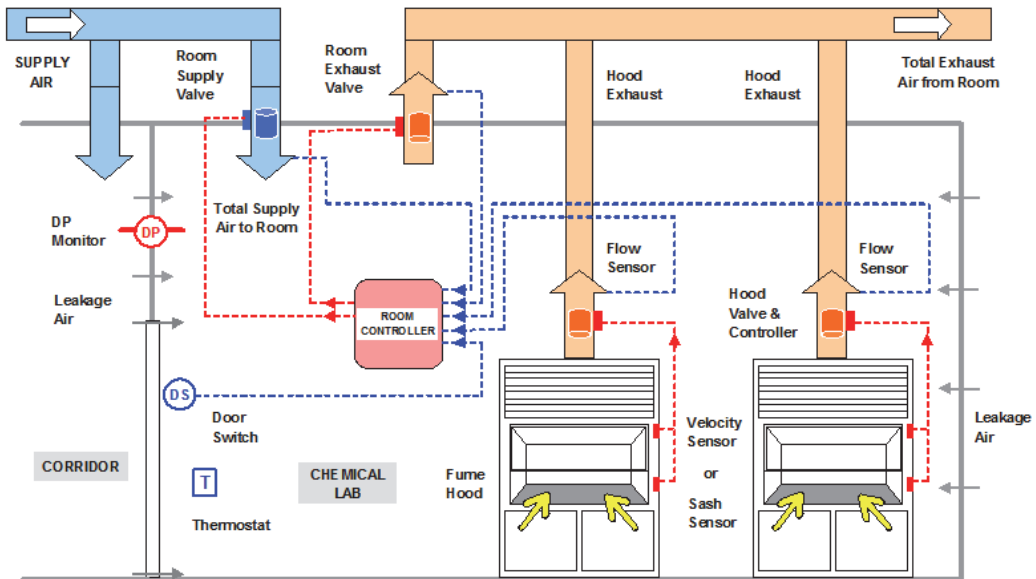 SUPPLY
AIR
Room
Supply
Valve
Room
Exhaust
Valve
Hood
Exhaust
Hood
Exhaust
Total Exhaust
Air from Room
DP
Monitor
DP
Total Supply
Air to Room
Flow
Sensor
Flow
Sensor
Leakage
Air
ROOM
CONTROLLER
Hood
Valve &
Controller
DS
Door
Switch
Velocity
Sensor
or
Sash
Sensor
Leakage
Air
CORRIDOR
T
Thermostat
CHEMICAL
LAB
Fume
Hood